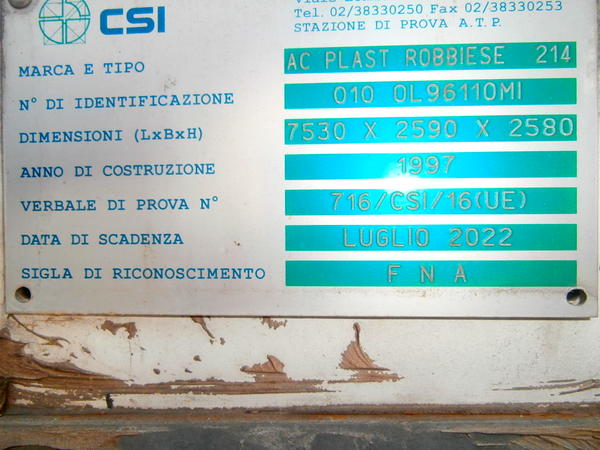 CSI
Tel. 02/38330250 Fax 02/38330253
STAZIONE DI PROVA A.T.P.
MARCA E TIPO AC PLAST ROBBIESE 214
N° DI IDENTIFICAZIONE 010 0L96110MI
DIMENSIONI (LxBxH) 7530 X 2590 X 2580
ANNO DI COSTRUZIONE 1997
VERBALE DI PROVA N° 716/CSI/16(UE)
DATA DI SCADENZA LUGLIO 2022
SIGLA DI RICONOSCIMENTO F N A